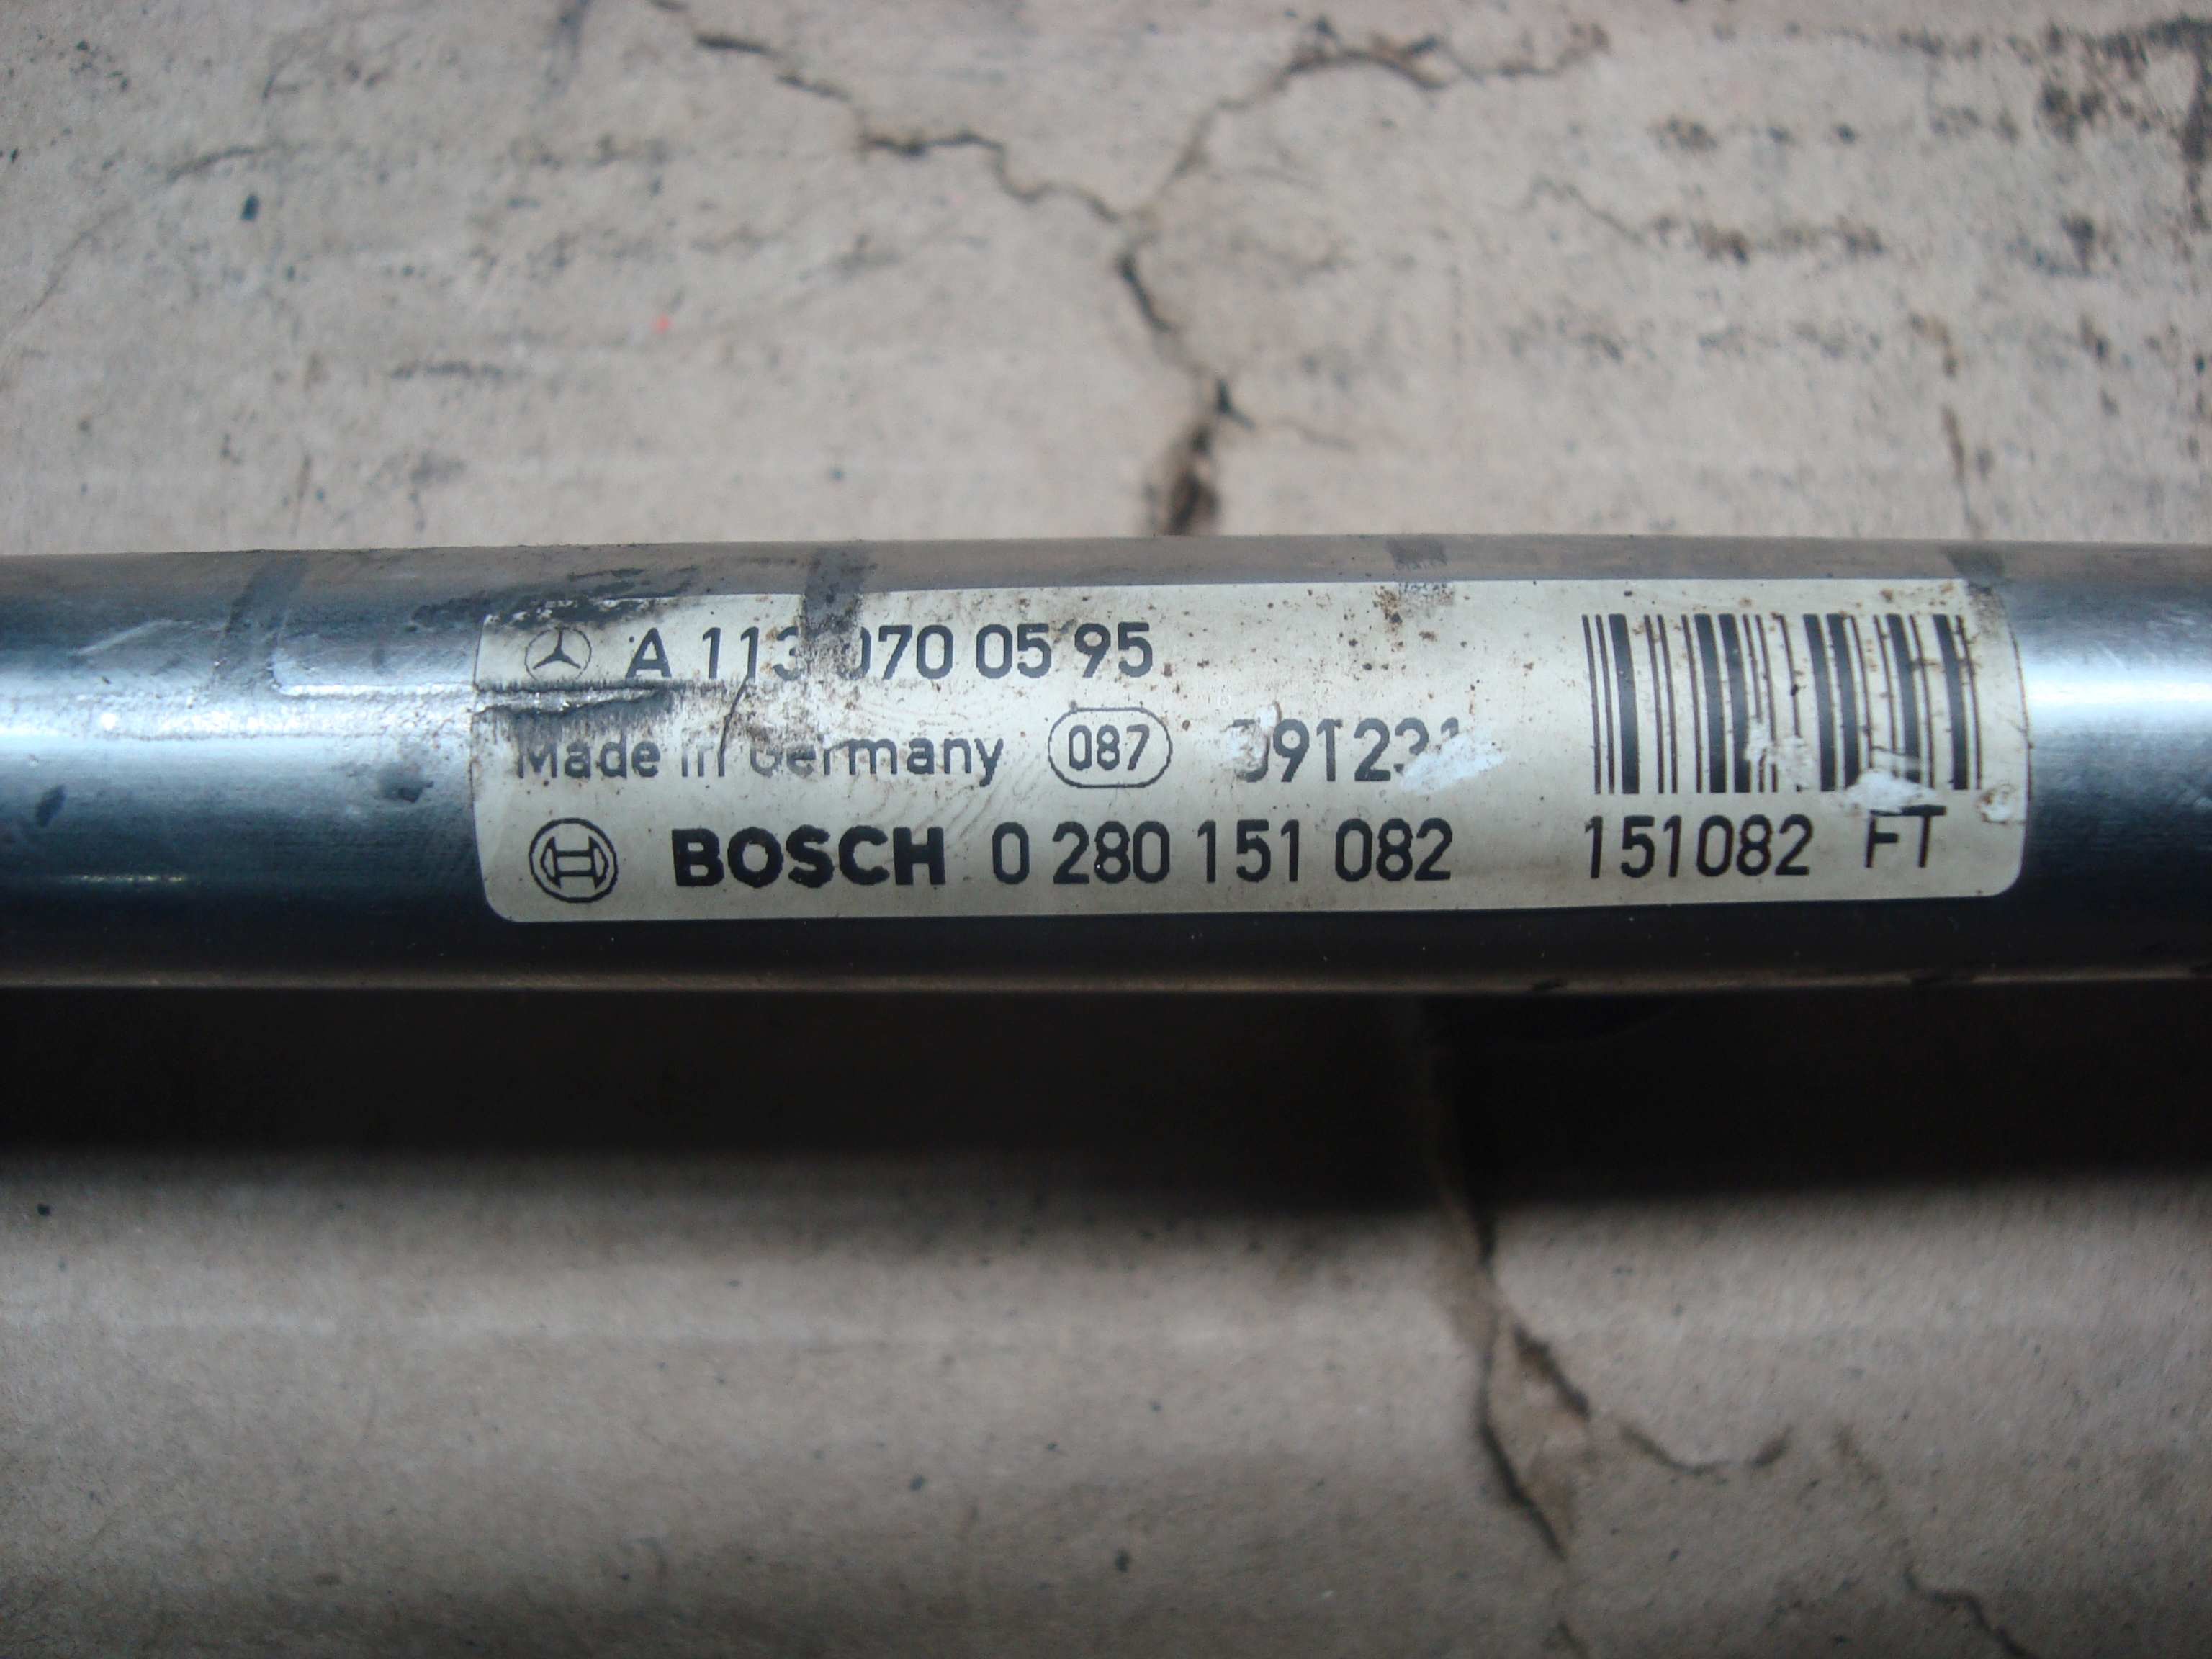 A 113 070 05 95
Made in Germany 087
BOSCH 0 280 151 082
151082 FT